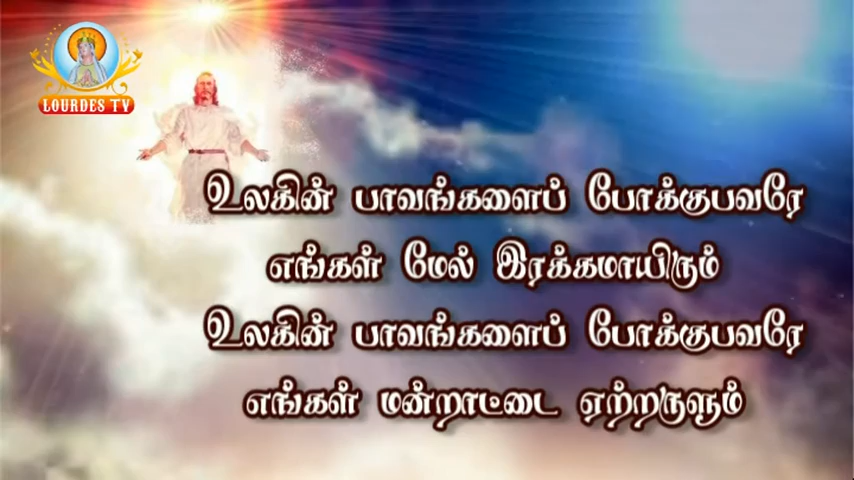 LOURDES TV
உலகின் பாவங்களைப் போக்குபவரே
எங்கள் மேல் இரக்கமாயிரும்
உலகின் பாவங்களைப் போக்குபவரே
எங்கள் மன்றாட்டை ஏற்றருளும்